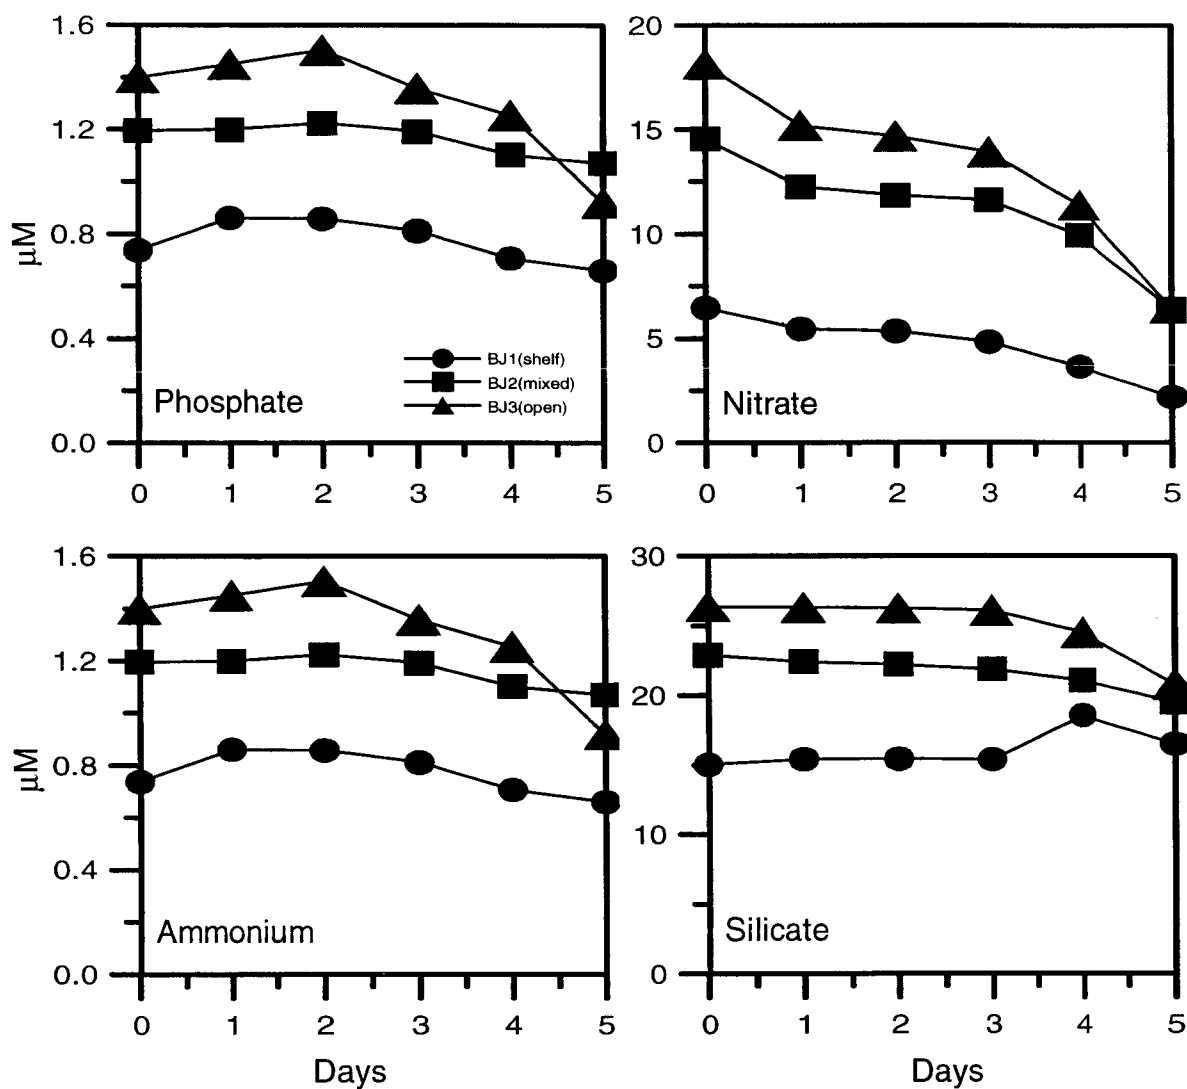 1.6
1.2
0.8
0.4
0.0
μM
BJ1(shelf)
BJ2(mixed)
BJ3(open)
Phosphate
0 1 2 3 4 5
20
15
10
5
0
Nitrate
0 1 2 3 4 5
1.6
1.2
0.8
0.4
0.0
μM
Ammonium
0 1 2 3 4 5
Days
30
20
10
0
Silicate
0 1 2 3 4 5
Days